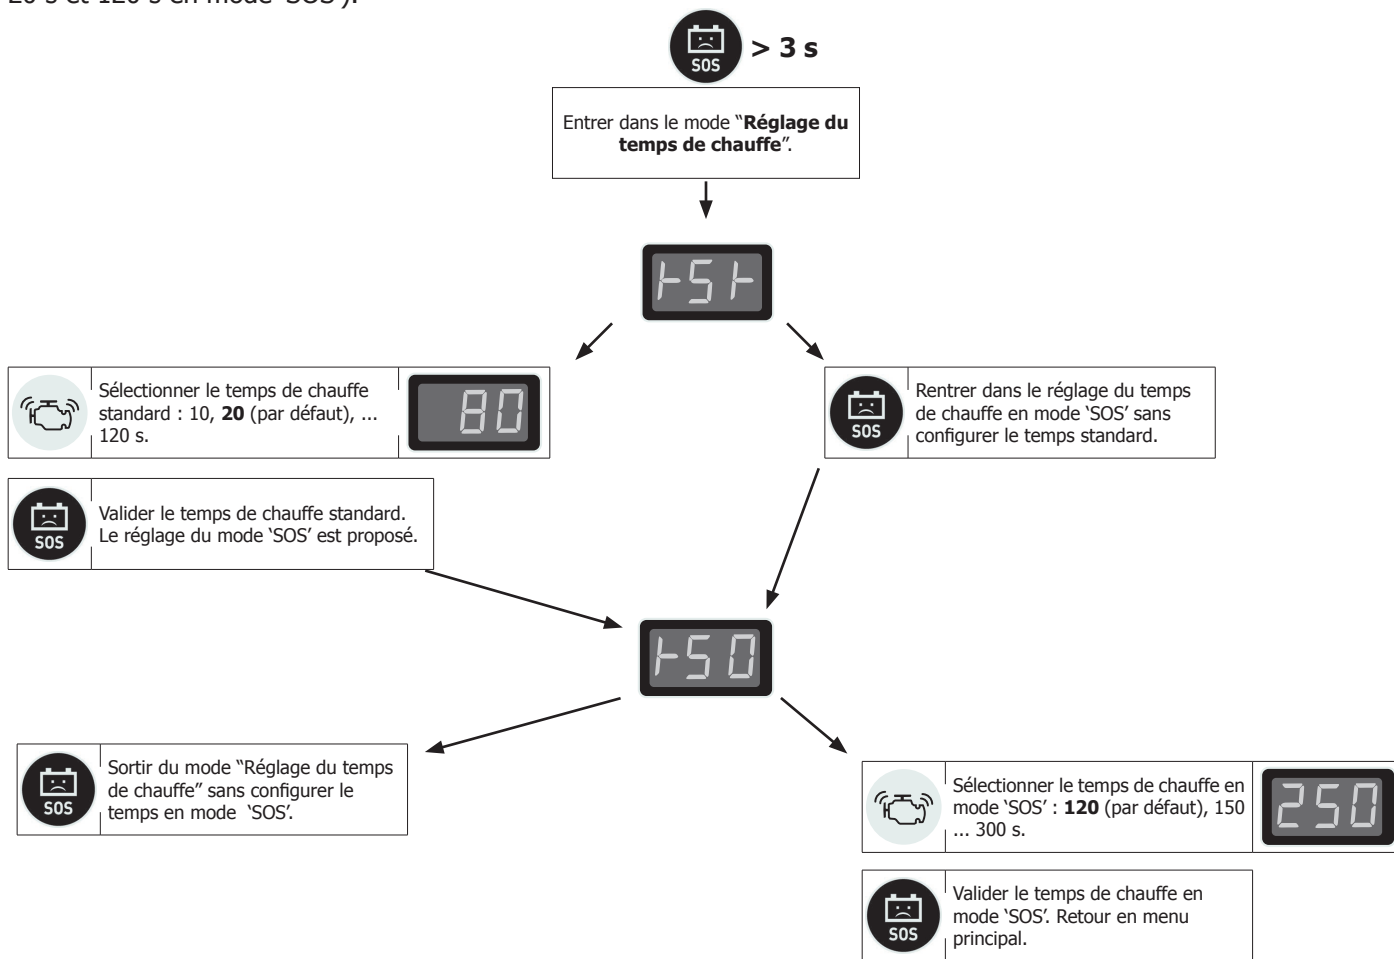 20 s et 120 s en mode ‘SOS’).
SOS
> 3 s
Entrer dans le mode “Réglage du
temps de chauffe”.
tSt
Sélectionner le temps de chauffe
standard : 10, 20 (par défaut), ...
120 s.
80
SOS
Rentrer dans le réglage du temps
de chauffe en mode ‘SOS’ sans
configurer le temps standard.
SOS
Valider le temps de chauffe standard.
Le réglage du mode ‘SOS’ est proposé.
tSO
SOS
Sortir du mode “Réglage du temps
de chauffe” sans configurer le
temps en mode ‘SOS’.
Sélectionner le temps de chauffe en
mode ‘SOS’ : 120 (par défaut), 150
... 300 s.
250
SOS
Valider le temps de chauffe en
mode ‘SOS’. Retour en menu
principal.